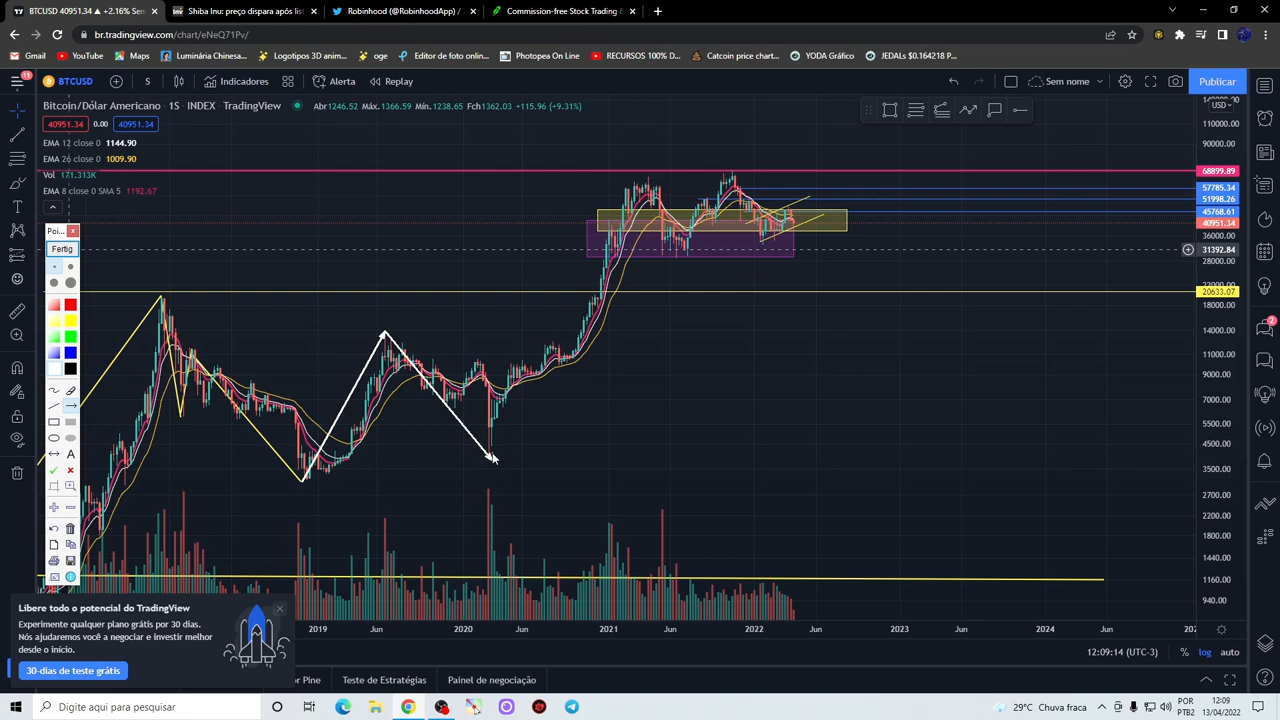 BTCUSD 40951.34 ▲ +2.16% Sem n
Shiba Inu: preço dispara após list
Robinhood (@RobinhoodApp) /
Commission-free Stock Trading &
br.tradingview.com/chart/eNeQ71Pv/
Gmail
YouTube
Maps
Luminária Chinesa...
Logotipos 3D anim...
oge
Editor de foto onlin...
Photopea On Line
RECURSOS 100% D...
Catcoin price char...
YODA Gráfico
JEDALs $0.164218 P...
11
BTCUSD
S
Indicadores
Alerta
Replay
Sem nome
Publicar
Bitcoin/Dólar Americano · 1S · INDEX · TradingView
Abr1246.52 Máx.1366.59 Mín.1238.65 Fch1362.07 +115.96 (+9.31%)
USD
40951.34 0.00 40951.34
EMA 12 close 0 1144.90
EMA 26 close 0 1009.90
Vol 171.313K
EMA 8 close 0 SMA 5 1192.67
Poi...
Fertig
A
110000.00
90000.00
68899.89
57785.34
51998.26
45768.61
40951.34
31392.84
28000.00
20633.07
18000.00
14000.00
11000.00
9000.00
7000.00
5500.00
4500.00
3500.00
2700.00
2200.00
1800.00
1400.00
1160.00
940.00
2
Libere todo o potencial do TradingView
Experimente qualquer plano grátis por 30 dias.
Nós ajudaremos você a negociar e investir melhor
desde o início.
30-dias de teste grátis
2019 Jun 2020 Jun 2021 Jun 2022 Jun 2023 Jun 2024 Jun
12:09:14 (UTC-3) % log auto
or Pine
Teste de Estratégias
Painel de negociação
Digite aqui para pesquisar
29°C Chuva fraca
POR
PTB2
12:09
13/04/2022